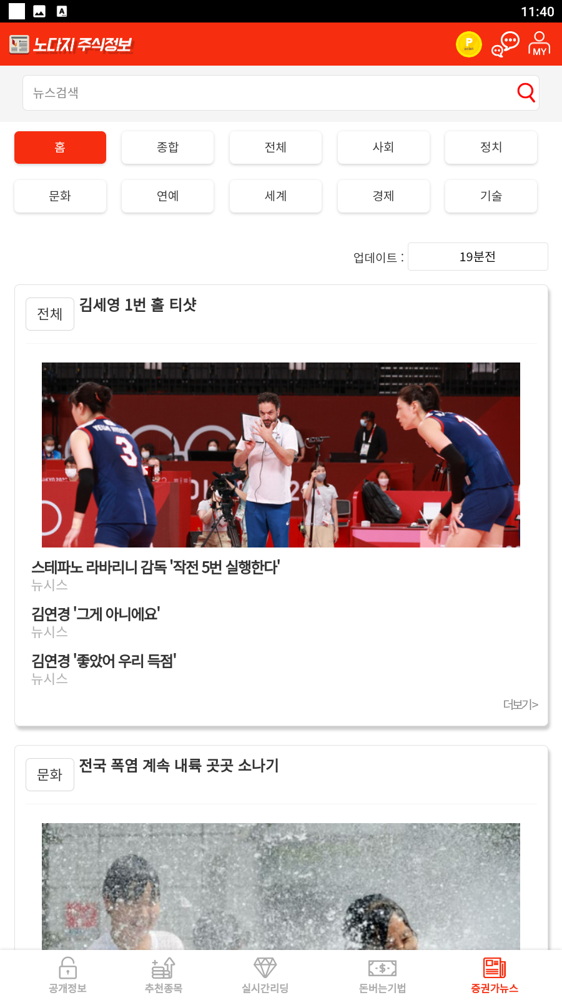 11:40
노다지 주식정보
P
point
MY
뉴스검색
홈
종합
전체
사회
정치
문화
연예
세계
경제
기술
업데이트 :
19분전
전체
김세영 1번 홀 티샷
3
스테파노 라바리니 감독 '작전 5번 실행한다'
뉴시스
김연경 '그게 아니에요'
뉴시스
김연경 '좋았어 우리 득점'
뉴시스
더보기>
문화
전국 폭염 계속 내륙 곳곳 소나기
공개정보
추천종목
실시간리딩
돈버는기법
증권가뉴스